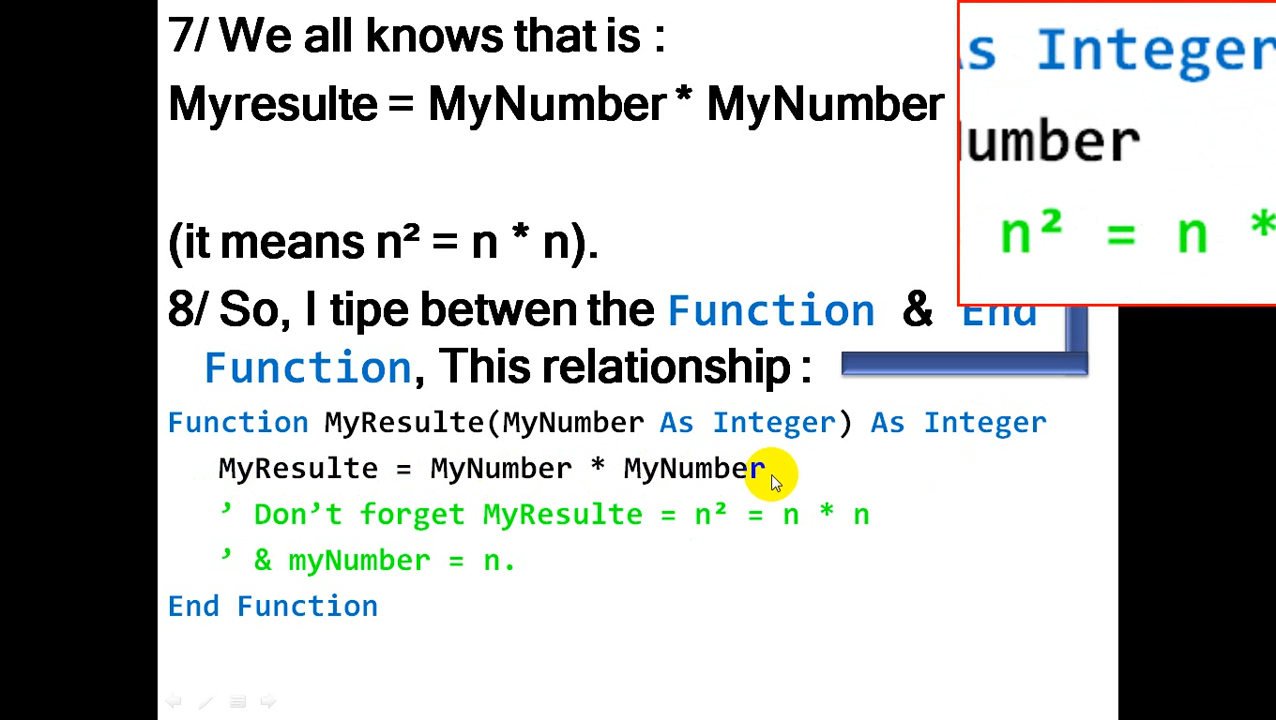 7/ We all knows that is :
Myresulte = MyNumber * MyNumber
(it means n² = n * n).
8/ So, I tipe betwen the Function & End
Function, This relationship :
Function MyResulte(MyNumber As Integer) As Integer
MyResulte = MyNumber * MyNumber
’ Don’t forget MyResulte = n² = n * n
’ & myNumber = n.
End Function
As Integer
Number
n² = n *